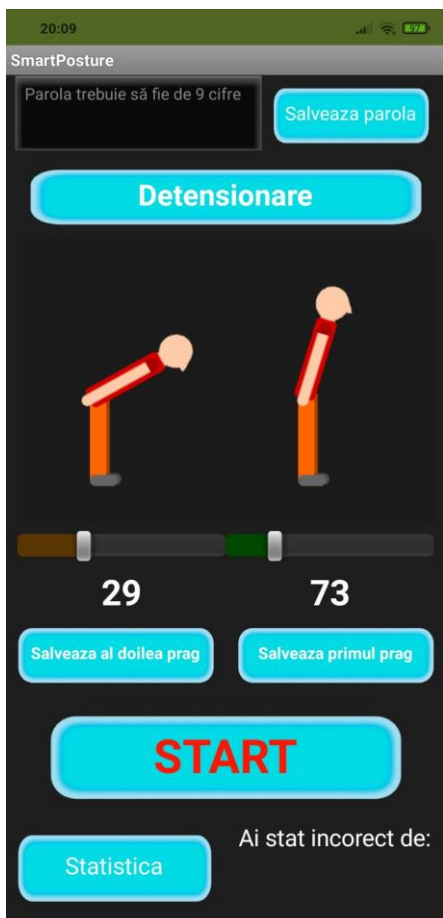 20:09
97
SmartPosture
Parola trebuie să fie de 9 cifre
Salveaza parola
Detensionare
29
73
Salveaza al doilea prag
Salveaza primul prag
START
Ai stat incorect de:
Statistica